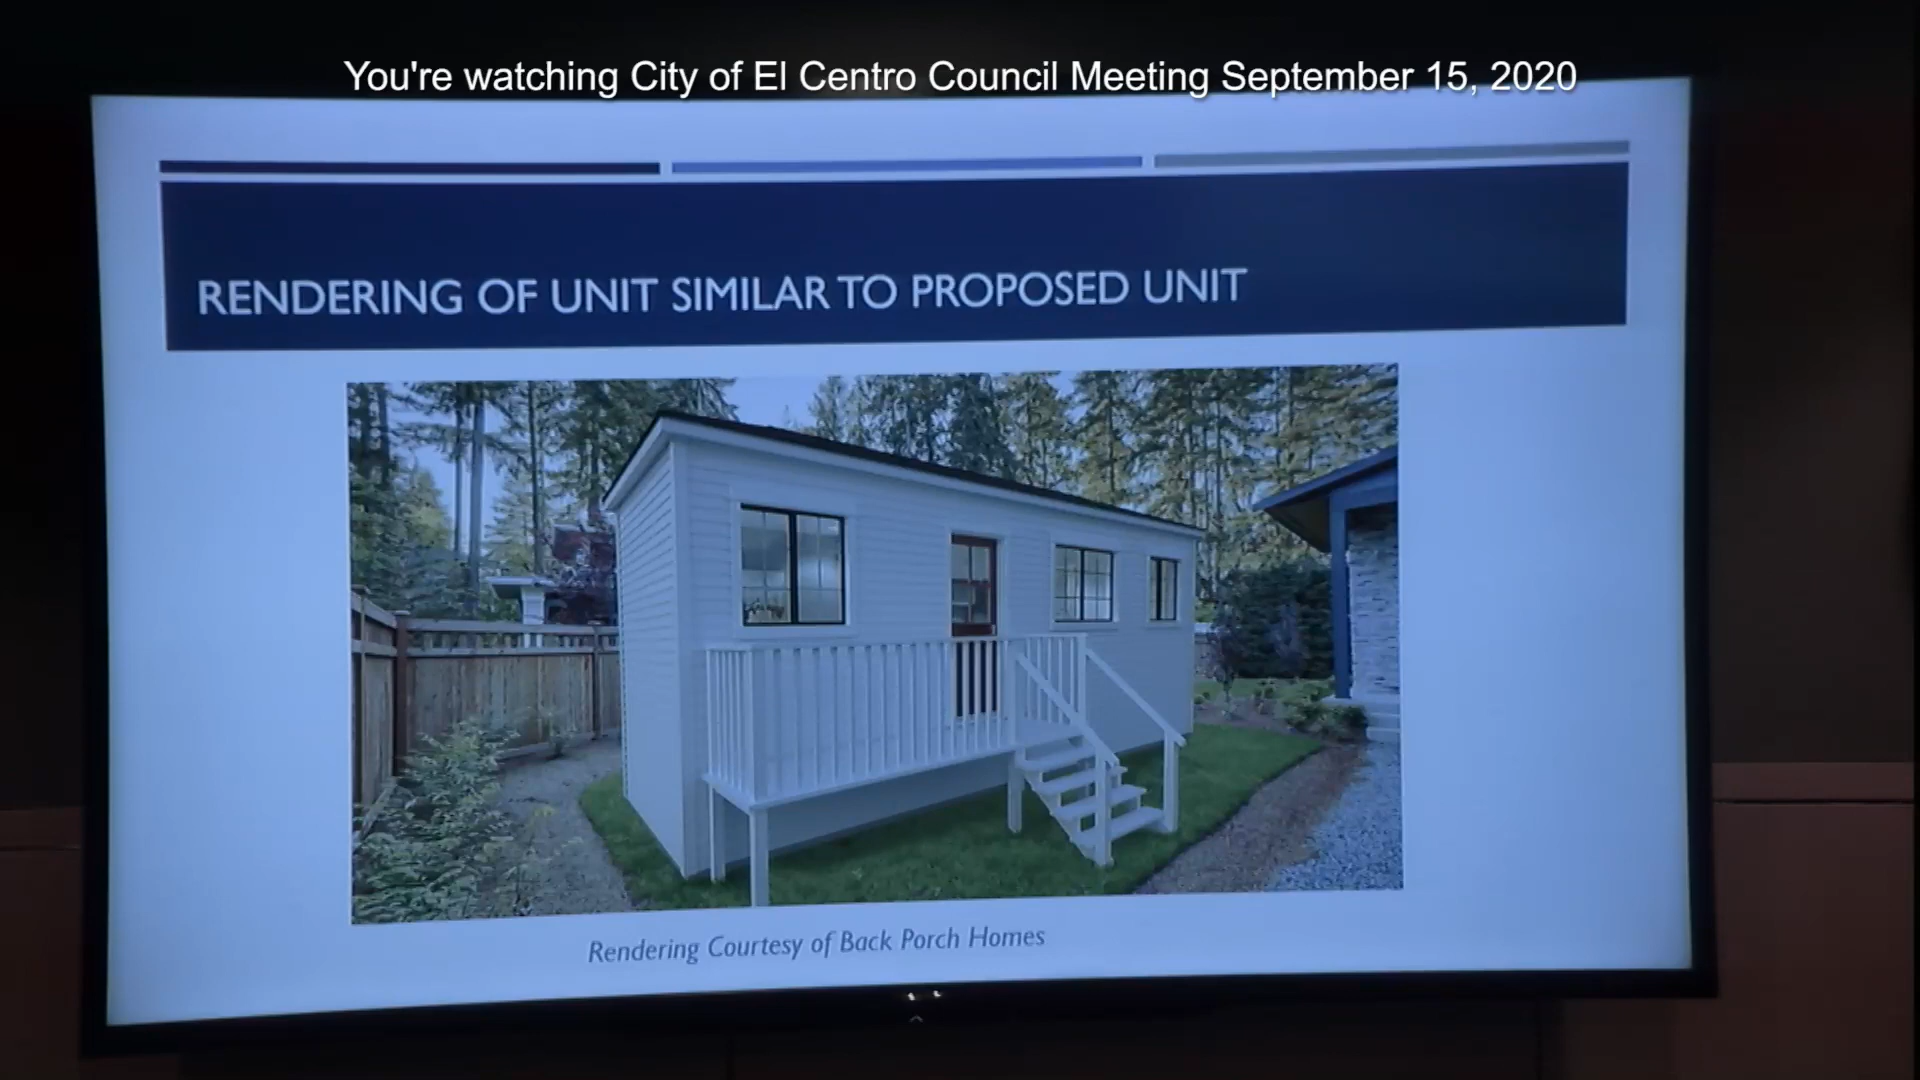 You're watching City of El Centro Council Meeting September 15, 2020
RENDERING OF UNIT SIMILAR TO PROPOSED UNIT
Rendering Courtesy of Back Porch Homes